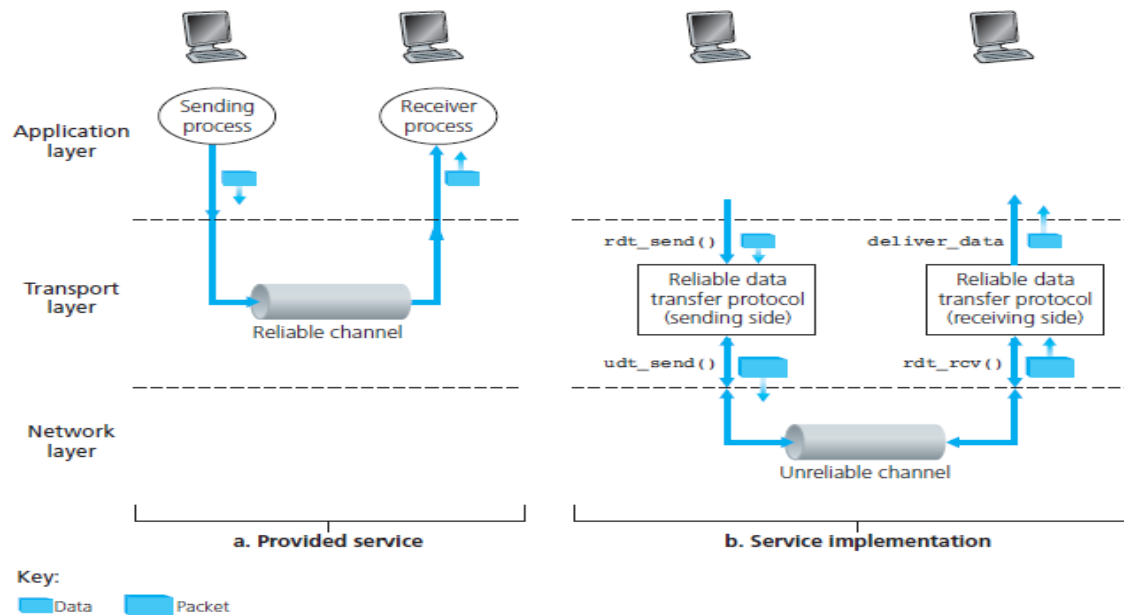 Sending
process
Receiver
process
Application
layer
rdt_send()
deliver_data
Transport
layer
Reliable channel
Reliable data
transfer protocol
(sending side)
Reliable data
transfer protocol
(receiving side)
udt_send()
rdt_rcv()
Network
layer
Unreliable channel
a. Provided service
b. Service implementation
Key:
Data
Packet